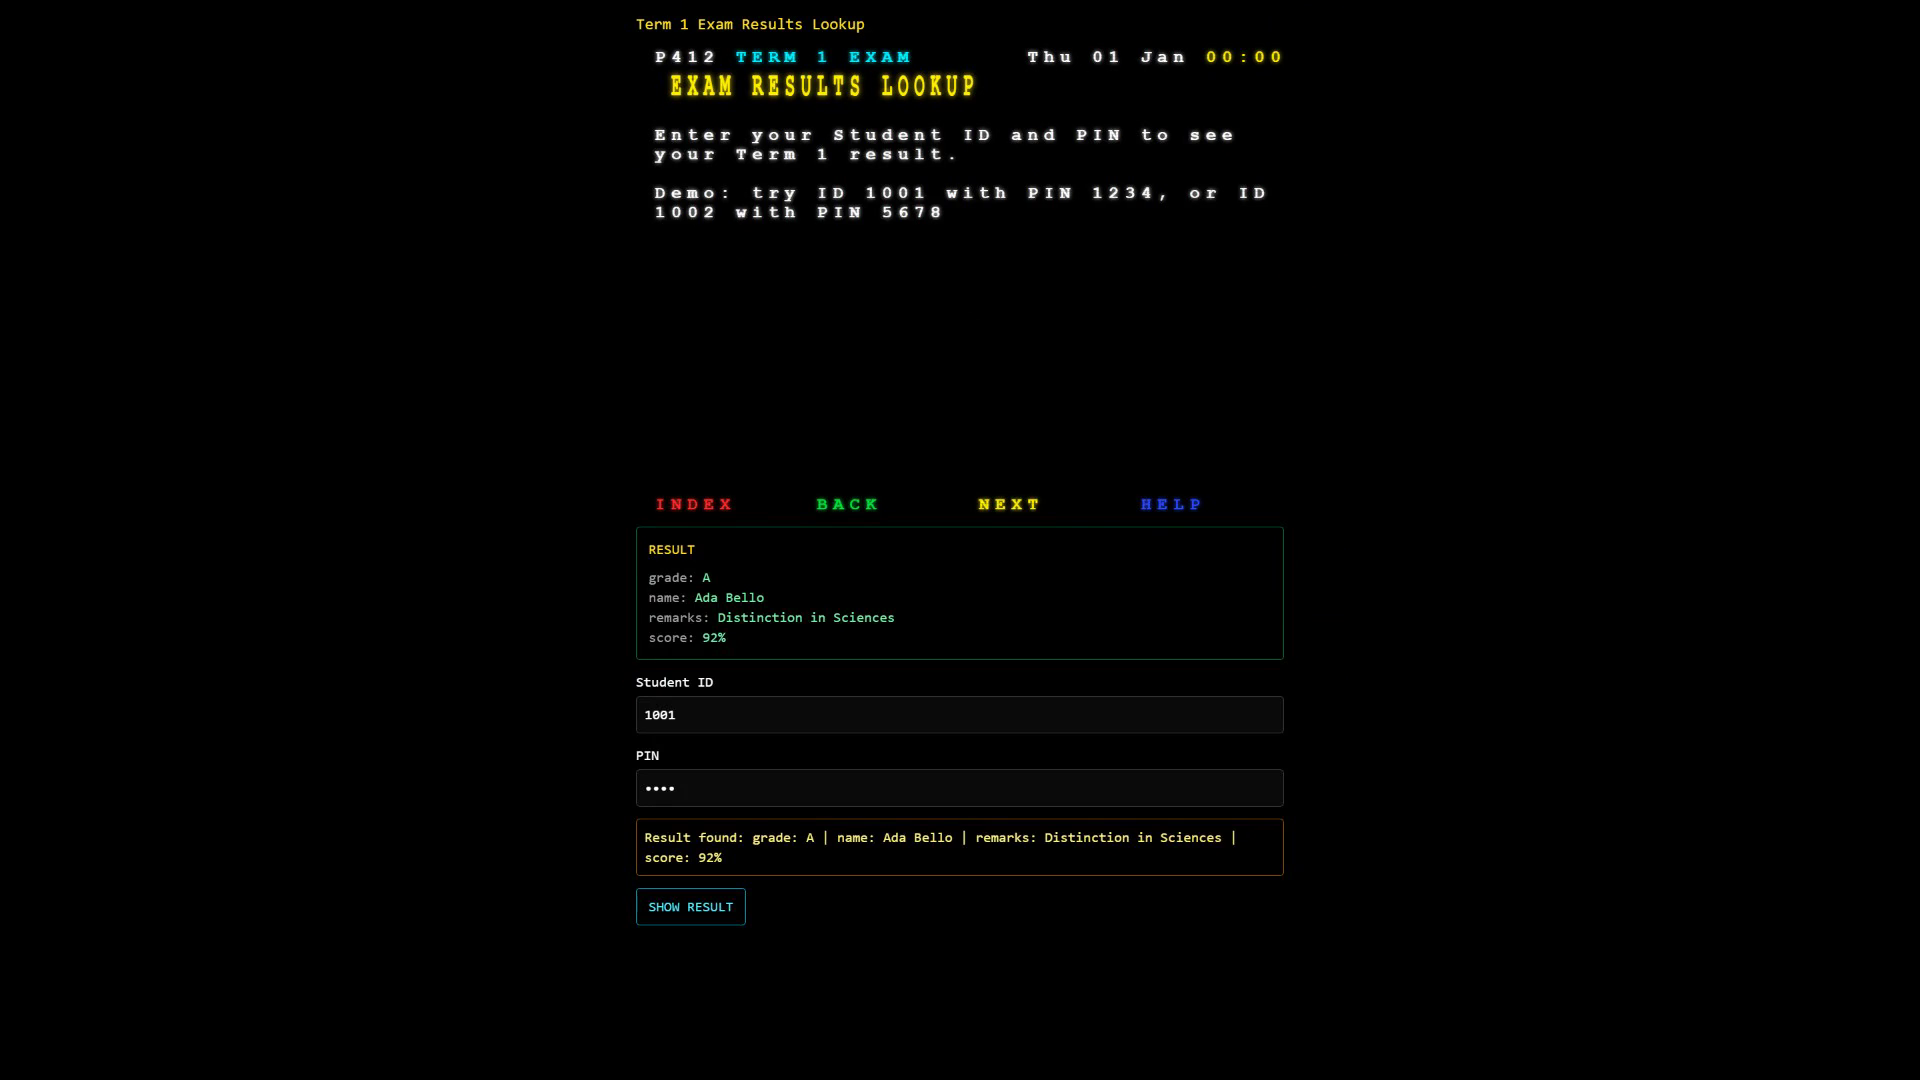 Term 1 Exam Results Lookup
P412 TERM 1 EXAM Thu 01 Jan 00:00
EXAM RESULTS LOOKUP
Enter your Student ID and PIN to see
your Term 1 result.
Demo: try ID 1001 with PIN 1234, or ID
1002 with PIN 5678
INDEX BACK NEXT HELP
RESULT
grade: A
name: Ada Bello
remarks: Distinction in Sciences
score: 92%
Student ID
1001
PIN
••••
Result found: grade: A | name: Ada Bello | remarks: Distinction in Sciences |
score: 92%
SHOW RESULT